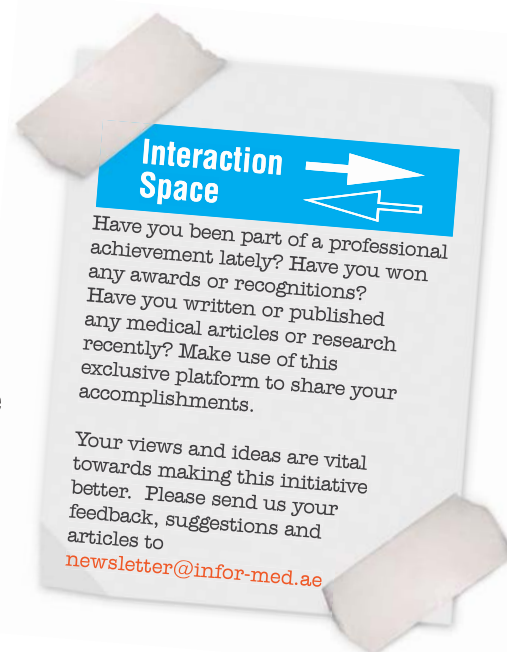 Interaction
Space
Have you been part of a professional
achievement lately? Have you won
any awards or recognitions?
Have you written or published
any medical articles or research
recently? Make use of this
exclusive platform to share your
accomplishments.
Your views and ideas are vital
towards making this initiative
better.  Please send us your
feedback, suggestions and
articles to
newsletter@infor-med.ae